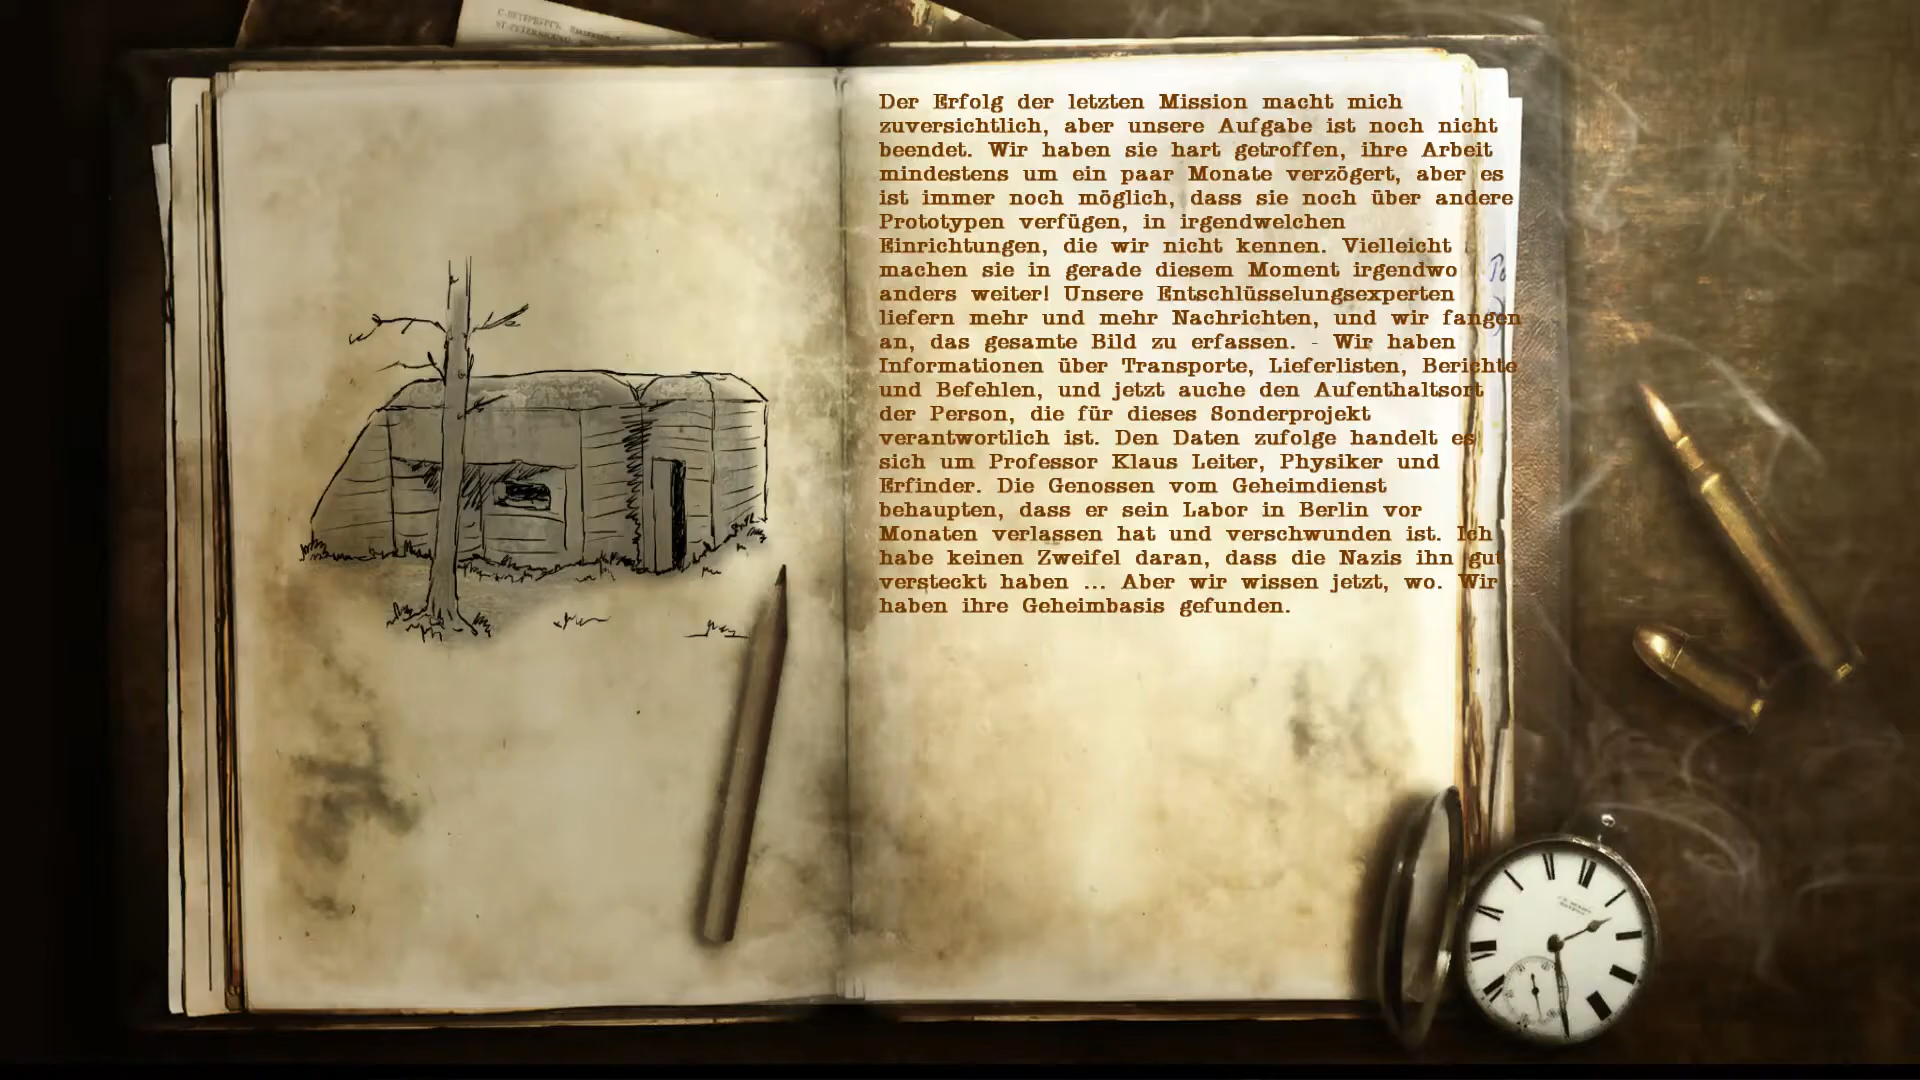 С.ПЕТЕРБУРГЪ
ST-PETERSBOURG
Der Erfolg der letzten Mission macht mich
zuversichtlich, aber unsere Aufgabe ist noch nicht
beendet. Wir haben sie hart getroffen, ihre Arbeit
mindestens um ein paar Monate verzögert, aber es
ist immer noch möglich, dass sie noch über andere
Prototypen verfügen, in irgendwelchen
Einrichtungen, die wir nicht kennen. Vielleicht
machen sie in gerade diesem Moment irgendwo
anders weiter! Unsere Entschlüsselungsexperten
liefern mehr und mehr Nachrichten, und wir fangen
an, das gesamte Bild zu erfassen. - Wir haben
Informationen über Transporte, Lieferlisten, Berichte
und Befehlen, und jetzt auche den Aufenthaltsort
der Person, die für dieses Sonderprojekt
verantwortlich ist. Den Daten zufolge handelt es
sich um Professor Klaus Leiter, Physiker und
Erfinder. Die Genossen vom Geheimdienst
behaupten, dass er sein Labor in Berlin vor
Monaten verlassen hat und verschwunden ist. Ich
habe keinen Zweifel daran, dass die Nazis ihn gut
versteckt haben ... Aber wir wissen jetzt, wo. Wir
haben ihre Geheimbasis gefunden.